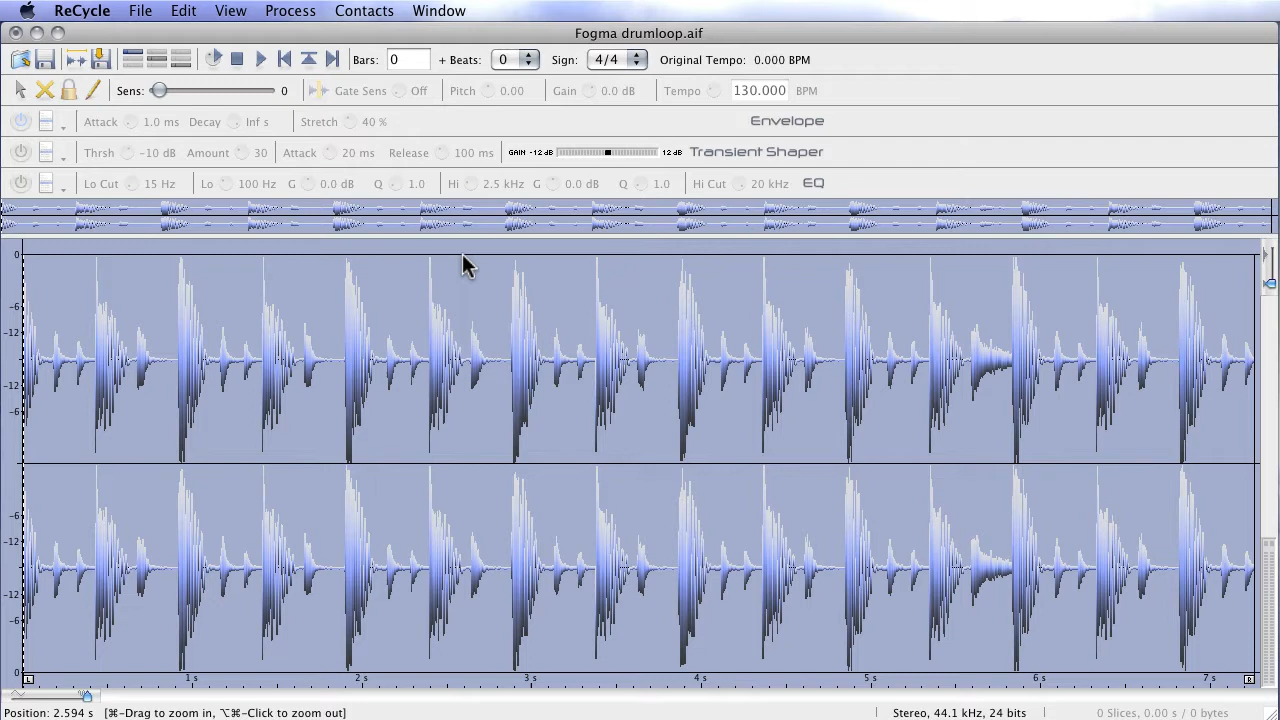 ReCycle File Edit View Process Contacts Window
Fogma drumloop.aif
Bars: 0 + Beats: 0 Sign: 4/4 Original Tempo: 0.000 BPM
Sens: 0 Gate Sens Off Pitch 0.00 Gain 0.0 dB Tempo 130.000 BPM
Attack 1.0 ms Decay Inf s Stretch 40 % Envelope
Thrsh -10 dB Amount 30 Attack 20 ms Release 100 ms GAIN -12 dB 12 dB Transient Shaper
Lo Cut 15 Hz Lo 100 Hz G 0.0 dB Q 1.0 Hi 2.5 kHz G 0.0 dB Q 1.0 Hi Cut 20 kHz EQ
0
-6
-12
-12
-6
-6
-12
-12
-6
0
L 1 s 2 s 3 s 4 s 5 s 6 s 7 s R
Position: 2.594 s [⌘-Drag to zoom in, ⌥⌘-Click to zoom out] Stereo, 44.1 kHz, 24 bits 0 Slices, 0.00 s / 0 bytes